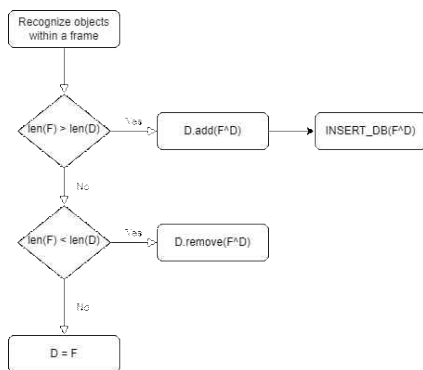 Recognize objects
within a frame
len(F) > len(D)
Yes
D.add(F^D)
INSERT_DB(F^D)
No
len(F) < len(D)
Yes
D.remove(F^D)
No
D = F